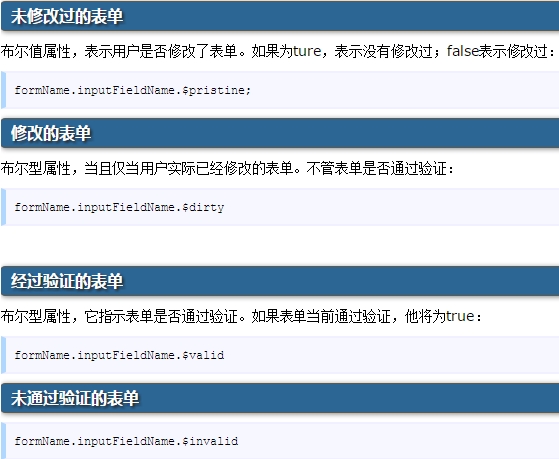 未修改过的表单
布尔值属性，表示用户是否修改了表单。如果为ture，表示没有修改过；false表示修改过：
formName.inputFieldName.$pristine;
修改的表单
布尔型属性，当且仅当用户实际已经修改的表单。不管表单是否通过验证：
formName.inputFieldName.$dirty
经过验证的表单
布尔型属性，它指示表单是否通过验证。如果表单当前通过验证，他将为true：
formName.inputFieldName.$valid
未通过验证的表单
formName.inputFieldName.$invalid